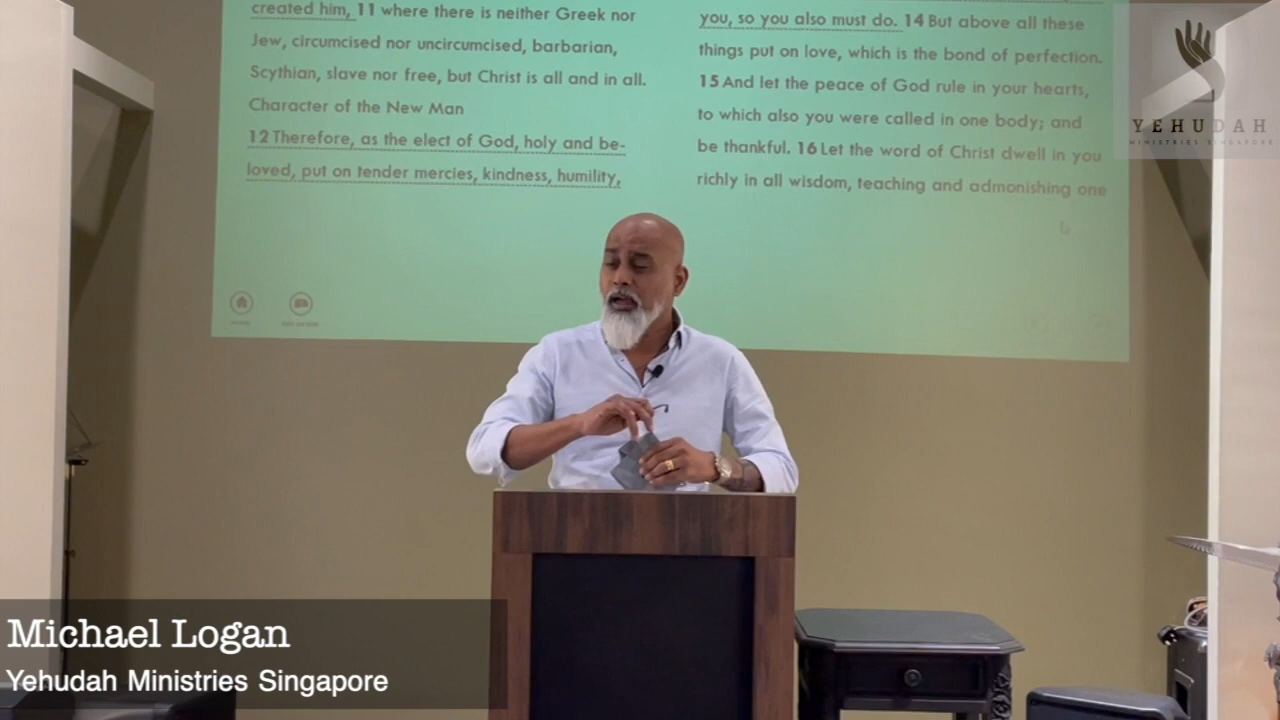 created him, 11 where there is neither Greek nor
Jew, circumcised nor uncircumcised, barbarian,
Scythian, slave nor free, but Christ is all and in all.
Character of the New Man
12 Therefore, as the elect of God, holy and be-
loved, put on tender mercies, kindness, humility,
you, so you also must do. 14 But above all these
things put on love, which is the bond of perfection.
15 And let the peace of God rule in your hearts,
to which also you were called in one body; and
be thankful. 16 Let the word of Christ dwell in you
richly in all wisdom, teaching and admonishing one
YEHUDAH
MINISTRIES SINGAPORE
Michael Logan
Yehudah Ministries Singapore